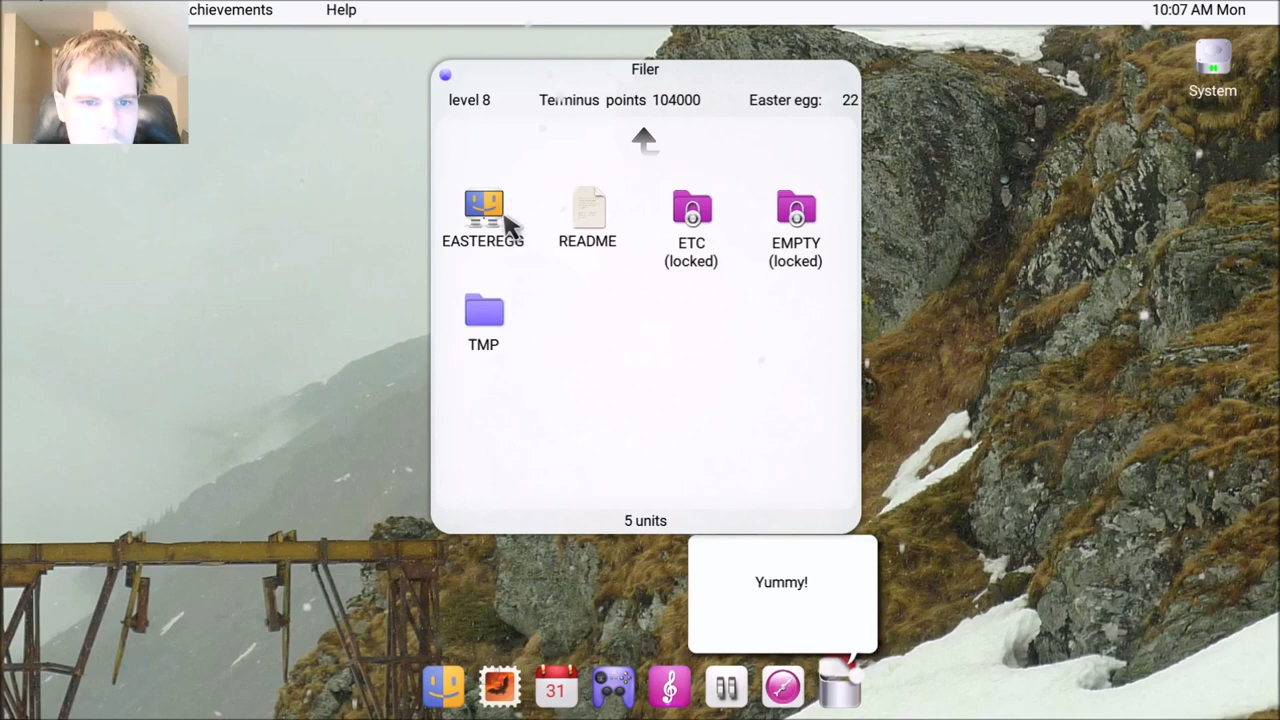 chievements Help 10:07 AM Mon
Filer
level 8 Terminus points 104000 Easter egg: 22
System
EASTEREGG README ETC (locked) EMPTY (locked)
TMP
5 units
Yummy!
31